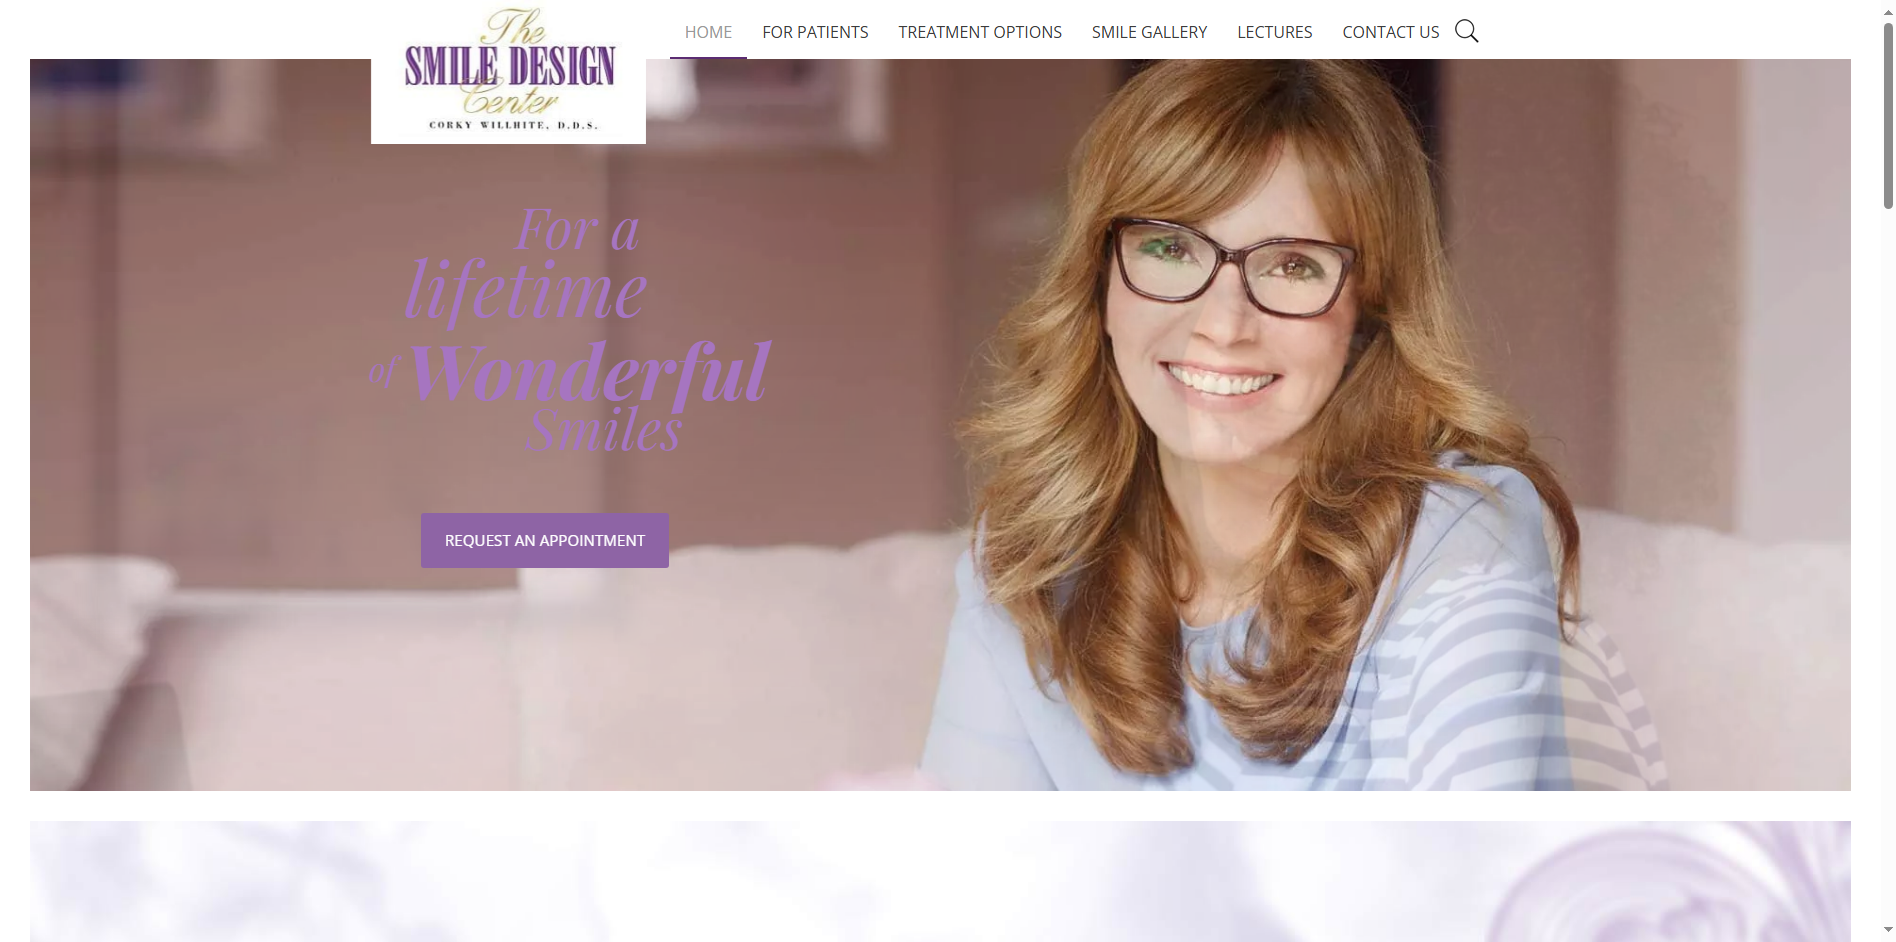 The
SMILE DESIGN
Center
CORKY WILLHITE, D.D.S.
HOME FOR PATIENTS TREATMENT OPTIONS SMILE GALLERY LECTURES CONTACT US
For a
lifetime
of Wonderful
Smiles
REQUEST AN APPOINTMENT